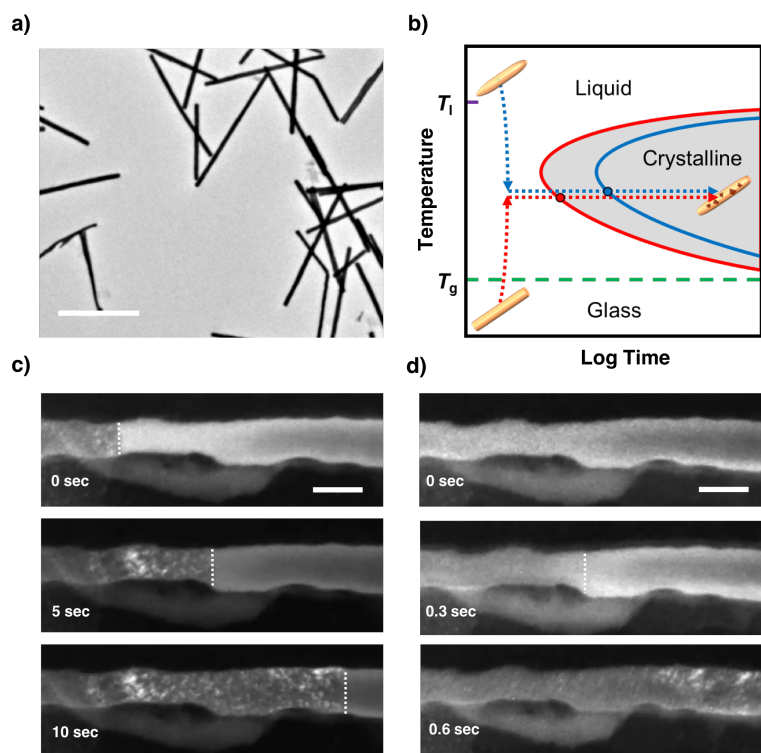 a)
b)
Liquid
Tl
Crystalline
Temperature
Tg
Glass
Log Time
c)
d)
0 sec
0 sec
5 sec
0.3 sec
10 sec
0.6 sec